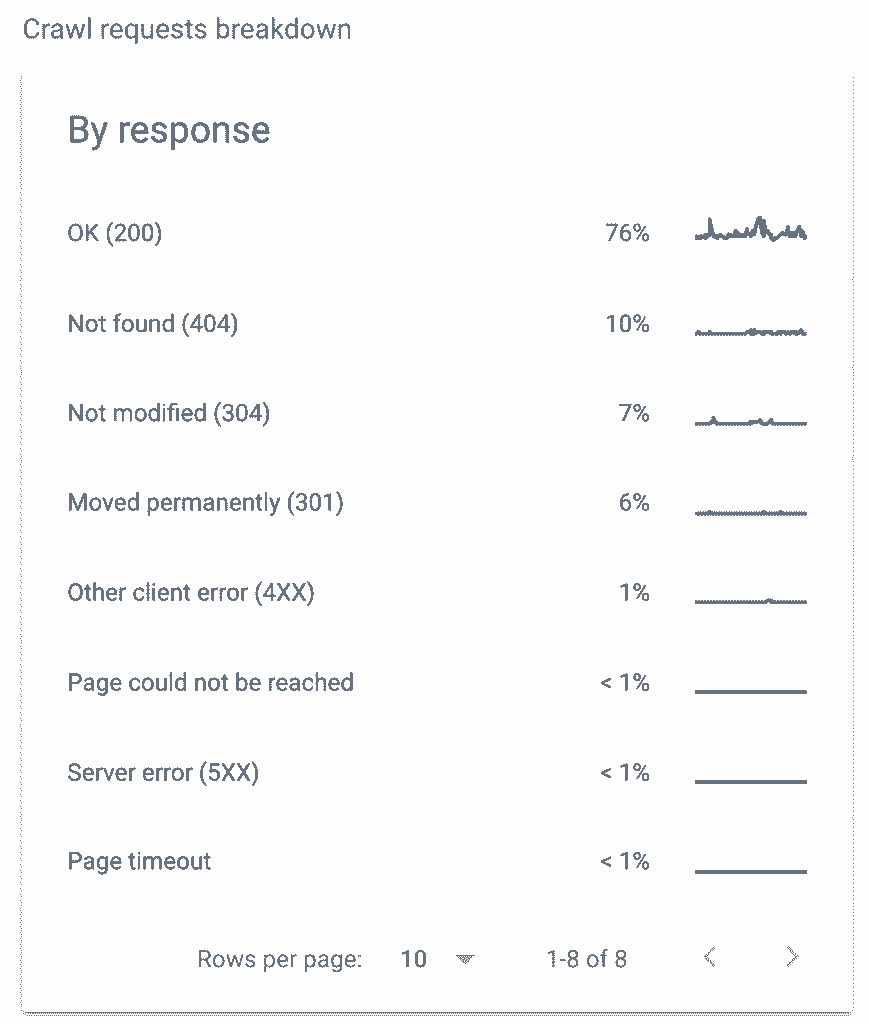 Crawl requests breakdown
By response
OK (200) 76%
Not found (404) 10%
Not modified (304) 7%
Moved permanently (301) 6%
Other client error (4XX) 1%
Page could not be reached < 1%
Server error (5XX) < 1%
Page timeout < 1%
Rows per page: 10 1-8 of 8